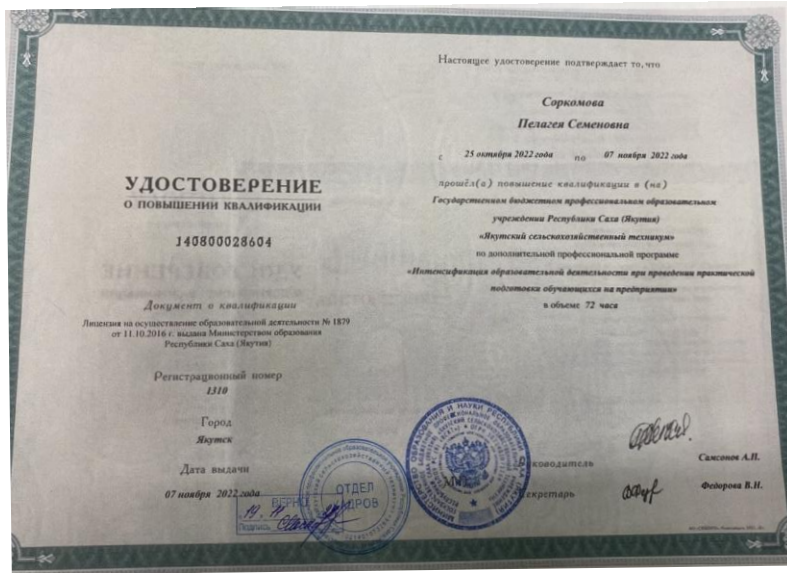 УДОСТОВЕРЕНИЕ
О ПОВЫШЕНИИ КВАЛИФИКАЦИИ
140800028604
Документ о квалификации
Лицензия на осуществление образовательной деятельности № 1879
от 11.10.2016 г. выдана Министерством образования
Республики Саха (Якутия)
Регистрационный номер
1310
Город
Якутск
Дата выдачи
07 ноября 2022 года
ВЕРНО
Подпись
ОТДЕЛ
КАДРОВ
Настоящее удостоверение подтверждает то, что
Соркомова
Пелагея Семеновна
с 25 октября 2022 года по 07 ноября 2022 года
прошёл(а) повышение квалификации в (на)
Государственном бюджетном профессиональном образовательном
учреждении Республики Саха (Якутия)
«Якутский сельскохозяйственный техникум»
по дополнительной профессиональной программе
«Интенсификация образовательной деятельности при проведении практической
подготовки обучающихся на предприятии»
в объеме 72 часа
Руководитель
Самсонов А.П.
Секретарь
Федорова В.Н.